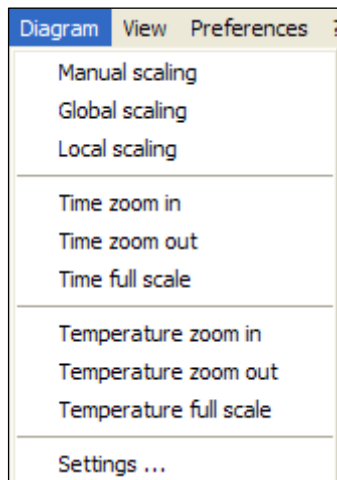 Diagram View Preferences ?
Manual scaling
Global scaling
Local scaling
Time zoom in
Time zoom out
Time full scale
Temperature zoom in
Temperature zoom out
Temperature full scale
Settings ...